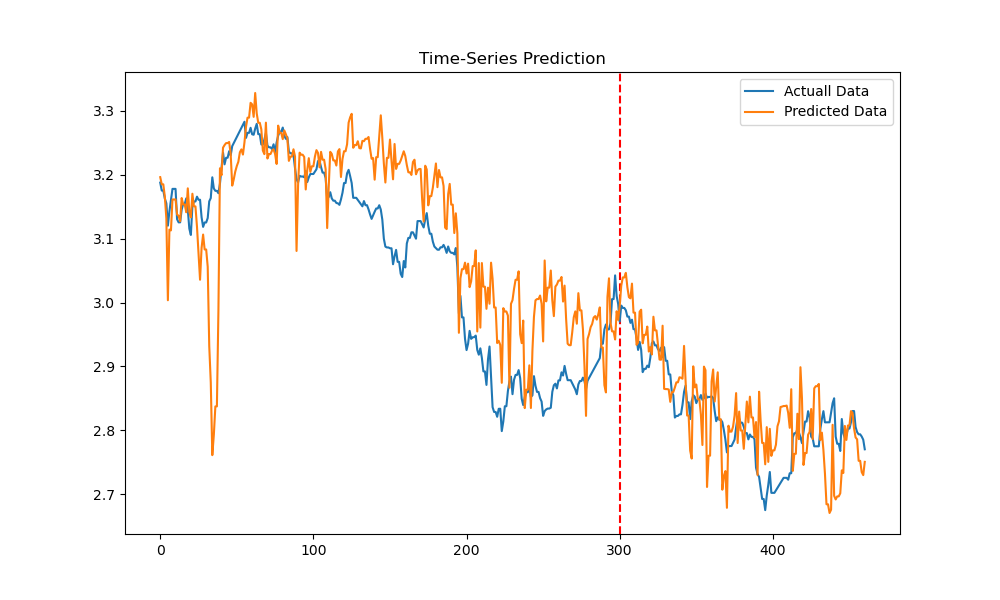 Time-Series Prediction
Actuall Data
Predicted Data
3.3
3.2
3.1
3.0
2.9
2.8
2.7
0 100 200 300 400